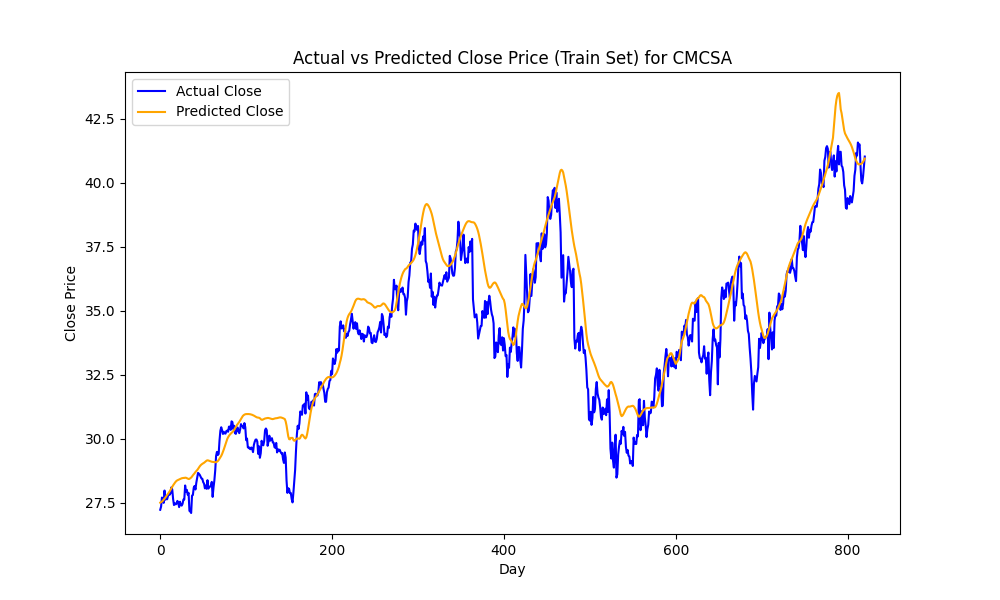 Actual vs Predicted Close Price (Train Set) for CMCSA
Actual Close
Predicted Close
Close Price
42.5
40.0
37.5
35.0
32.5
30.0
27.5
0
200
400
600
800
Day